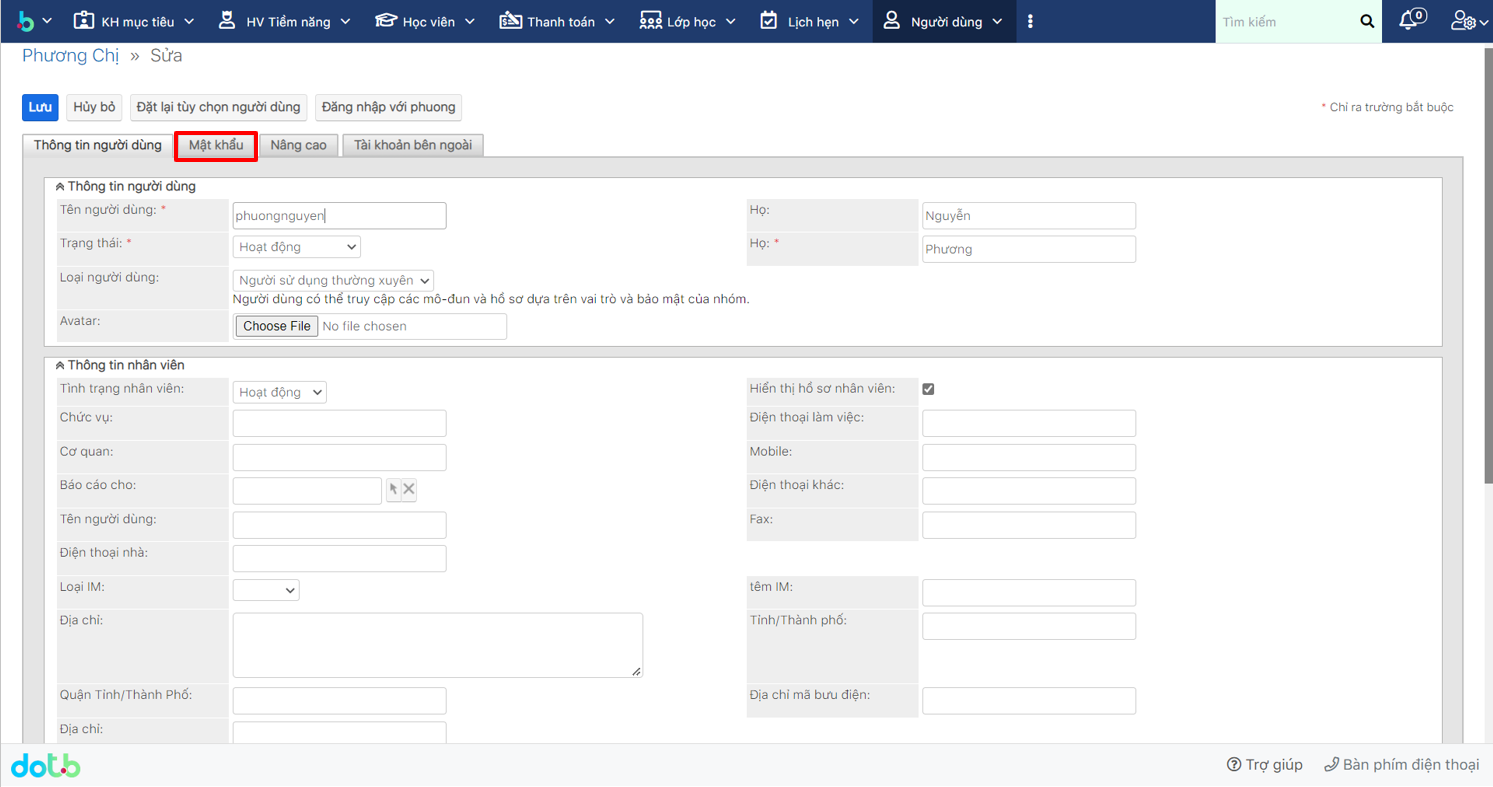 b KH mục tiêu HV Tiềm năng Học viên Thanh toán Lớp học Lịch hẹn Người dùng Tìm kiếm 0
Phương Chị » Sửa
Lưu Hủy bỏ Đặt lại tùy chọn người dùng Đăng nhập với phuong * Chỉ ra trường bắt buộc
Thông tin người dùng Mật khẩu Nâng cao Tài khoản bên ngoài
Thông tin người dùng
Tên người dùng: * phuongnguyen Họ: Nguyễn
Trạng thái: * Hoạt động Họ: * Phương
Loại người dùng: Người sử dụng thường xuyên
Người dùng có thể truy cập các mô-đun và hồ sơ dựa trên vai trò và bảo mật của nhóm.
Avatar: Choose File No file chosen
Thông tin nhân viên
Tình trạng nhân viên: Hoạt động Hiển thị hồ sơ nhân viên:
Chức vụ: Điện thoại làm việc:
Cơ quan: Mobile:
Báo cáo cho: Điện thoại khác:
Tên người dùng: Fax:
Điện thoại nhà:
Loại IM: têm IM:
Địa chỉ: Tỉnh/Thành phố:
Quận Tỉnh/Thành Phố: Địa chỉ mã bưu điện:
Địa chỉ:
dotb Trợ giúp Bàn phím điện thoại